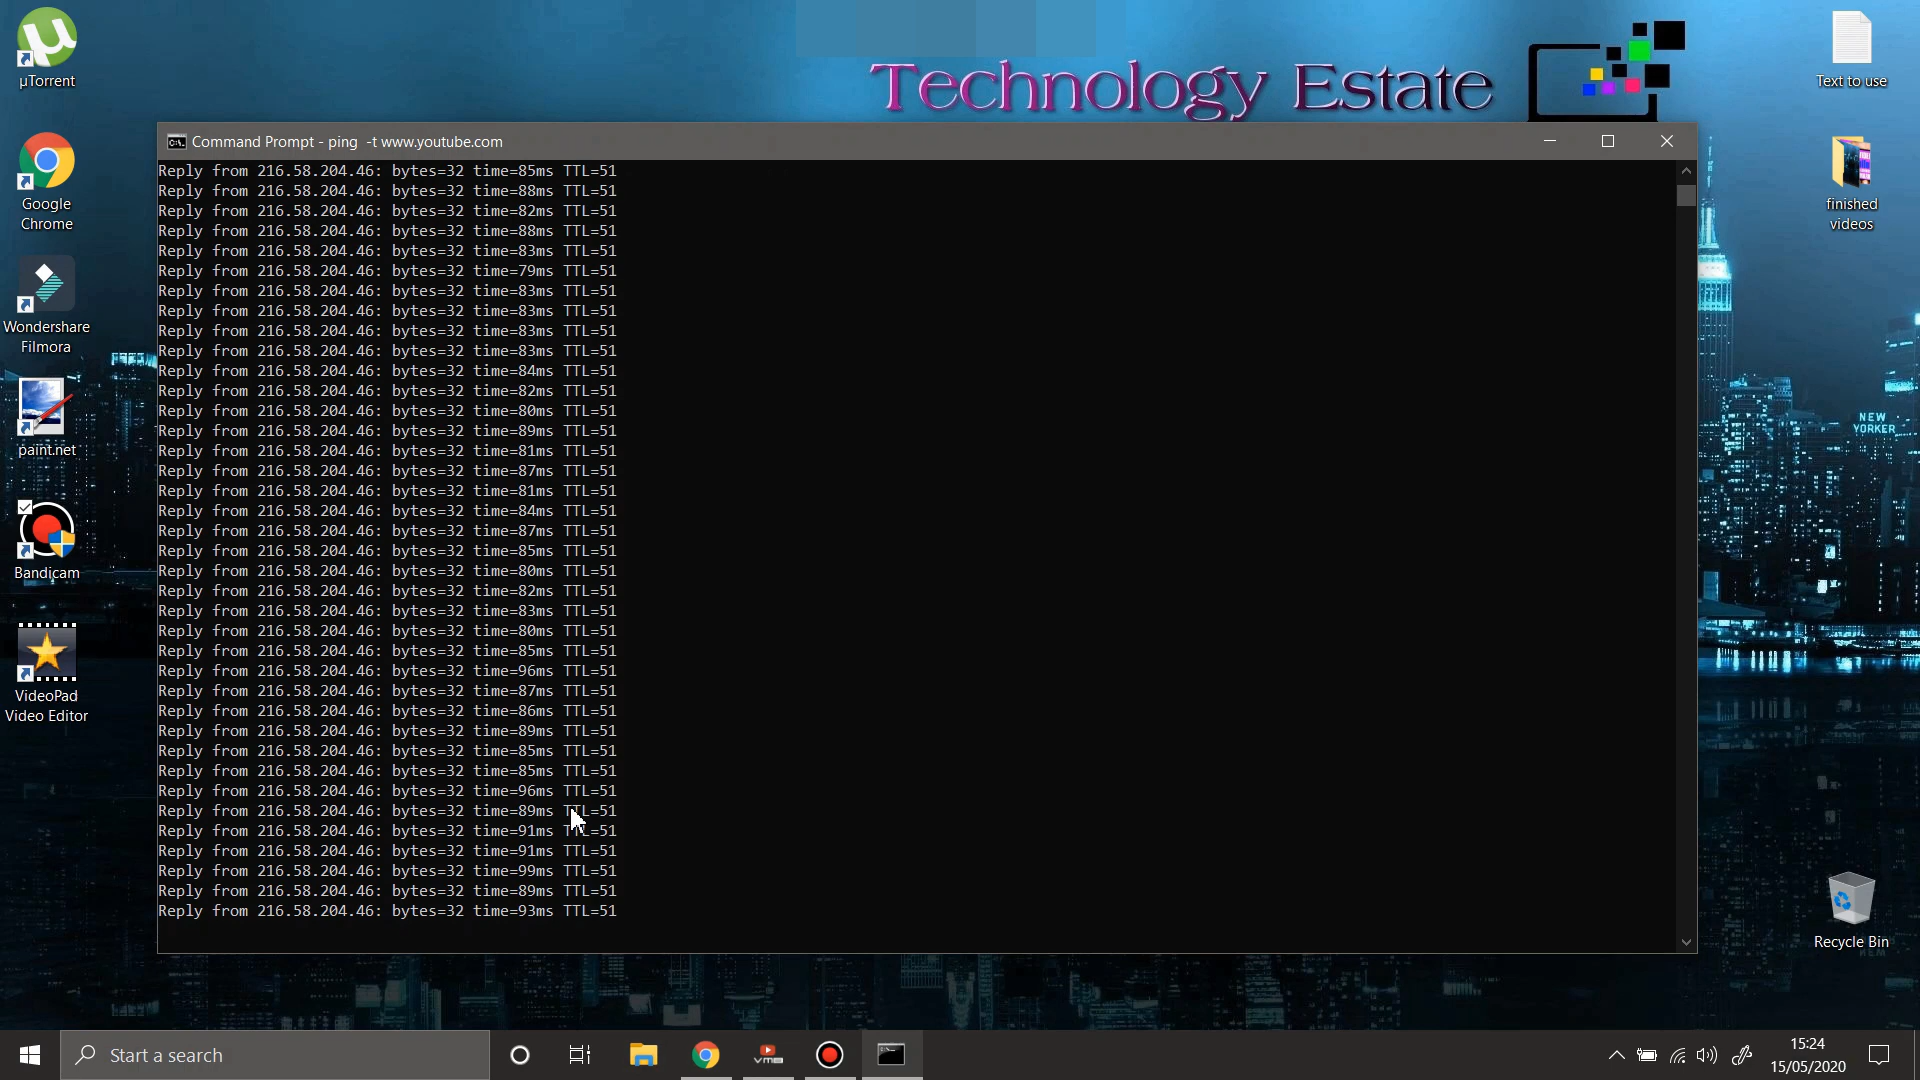 µTorrent
Google
Chrome
Wondershare
Filmora
paint.net
Bandicam
VideoPad
Video Editor
Technology Estate
Text to use
finished
videos
NEW
YORKER
Recycle Bin
Command Prompt - ping  -t www.youtube.com
Reply from 216.58.204.46: bytes=32 time=85ms TTL=51
Reply from 216.58.204.46: bytes=32 time=88ms TTL=51
Reply from 216.58.204.46: bytes=32 time=82ms TTL=51
Reply from 216.58.204.46: bytes=32 time=88ms TTL=51
Reply from 216.58.204.46: bytes=32 time=83ms TTL=51
Reply from 216.58.204.46: bytes=32 time=79ms TTL=51
Reply from 216.58.204.46: bytes=32 time=83ms TTL=51
Reply from 216.58.204.46: bytes=32 time=83ms TTL=51
Reply from 216.58.204.46: bytes=32 time=83ms TTL=51
Reply from 216.58.204.46: bytes=32 time=83ms TTL=51
Reply from 216.58.204.46: bytes=32 time=84ms TTL=51
Reply from 216.58.204.46: bytes=32 time=82ms TTL=51
Reply from 216.58.204.46: bytes=32 time=80ms TTL=51
Reply from 216.58.204.46: bytes=32 time=89ms TTL=51
Reply from 216.58.204.46: bytes=32 time=81ms TTL=51
Reply from 216.58.204.46: bytes=32 time=87ms TTL=51
Reply from 216.58.204.46: bytes=32 time=81ms TTL=51
Reply from 216.58.204.46: bytes=32 time=84ms TTL=51
Reply from 216.58.204.46: bytes=32 time=87ms TTL=51
Reply from 216.58.204.46: bytes=32 time=85ms TTL=51
Reply from 216.58.204.46: bytes=32 time=80ms TTL=51
Reply from 216.58.204.46: bytes=32 time=82ms TTL=51
Reply from 216.58.204.46: bytes=32 time=83ms TTL=51
Reply from 216.58.204.46: bytes=32 time=80ms TTL=51
Reply from 216.58.204.46: bytes=32 time=85ms TTL=51
Reply from 216.58.204.46: bytes=32 time=96ms TTL=51
Reply from 216.58.204.46: bytes=32 time=87ms TTL=51
Reply from 216.58.204.46: bytes=32 time=86ms TTL=51
Reply from 216.58.204.46: bytes=32 time=89ms TTL=51
Reply from 216.58.204.46: bytes=32 time=85ms TTL=51
Reply from 216.58.204.46: bytes=32 time=85ms TTL=51
Reply from 216.58.204.46: bytes=32 time=96ms TTL=51
Reply from 216.58.204.46: bytes=32 time=89ms TTL=51
Reply from 216.58.204.46: bytes=32 time=91ms TTL=51
Reply from 216.58.204.46: bytes=32 time=91ms TTL=51
Reply from 216.58.204.46: bytes=32 time=99ms TTL=51
Reply from 216.58.204.46: bytes=32 time=89ms TTL=51
Reply from 216.58.204.46: bytes=32 time=93ms TTL=51
Start a search
15:24
15/05/2020